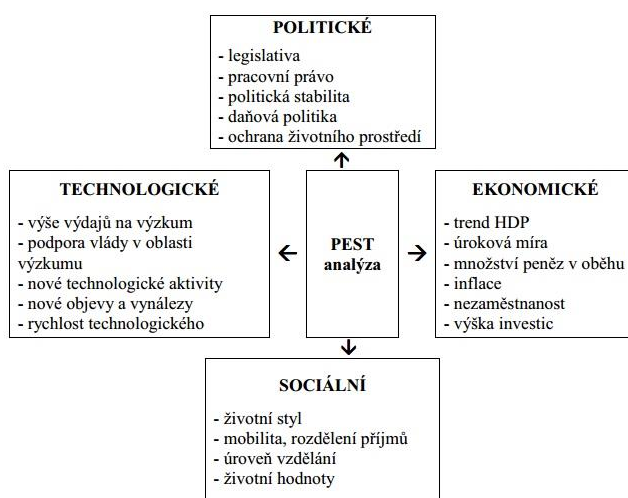 POLITICKÉ
- legislativa
- pracovní právo
- politická stabilita
- daňová politika
- ochrana životního prostředí
TECHNOLOGICKÉ
- výše výdajů na výzkum
- podpora vlády v oblasti
výzkumu
- nové technologické aktivity
- nové objevy a vynálezy
- rychlost technologického
PEST
analýza
EKONOMICKÉ
- trend HDP
- úroková míra
- množství peněz v oběhu
- inflace
- nezaměstnanost
- výška investic
SOCIÁLNÍ
- životní styl
- mobilita, rozdělení příjmů
- úroveň vzdělání
- životní hodnoty